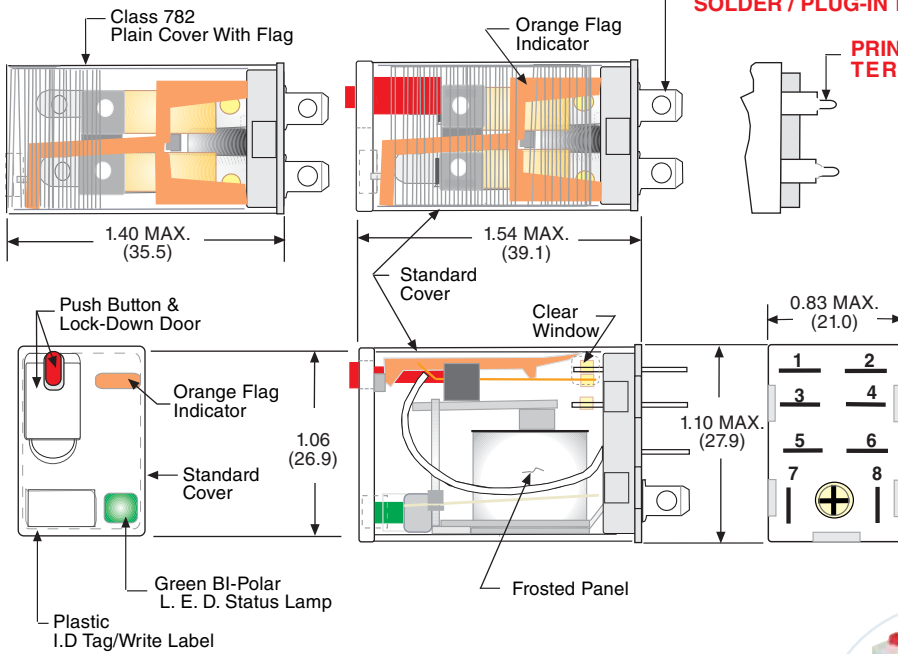 Class 782
Plain Cover With Flag
Orange Flag
Indicator
SOLDER / PLUG-IN
1.40 MAX.
(35.5)
1.54 MAX.
(39.1)
Standard
Cover
Push Button &
Lock-Down Door
Clear
Window
0.83 MAX.
(21.0)
Orange Flag
Indicator
1.06
(26.9)
Standard
Cover
1.10 MAX.
(27.9)
1 2
3 4
5 6
7 8
Green BI-Polar
L. E. D. Status Lamp
Frosted Panel
Plastic
I.D Tag/Write Label